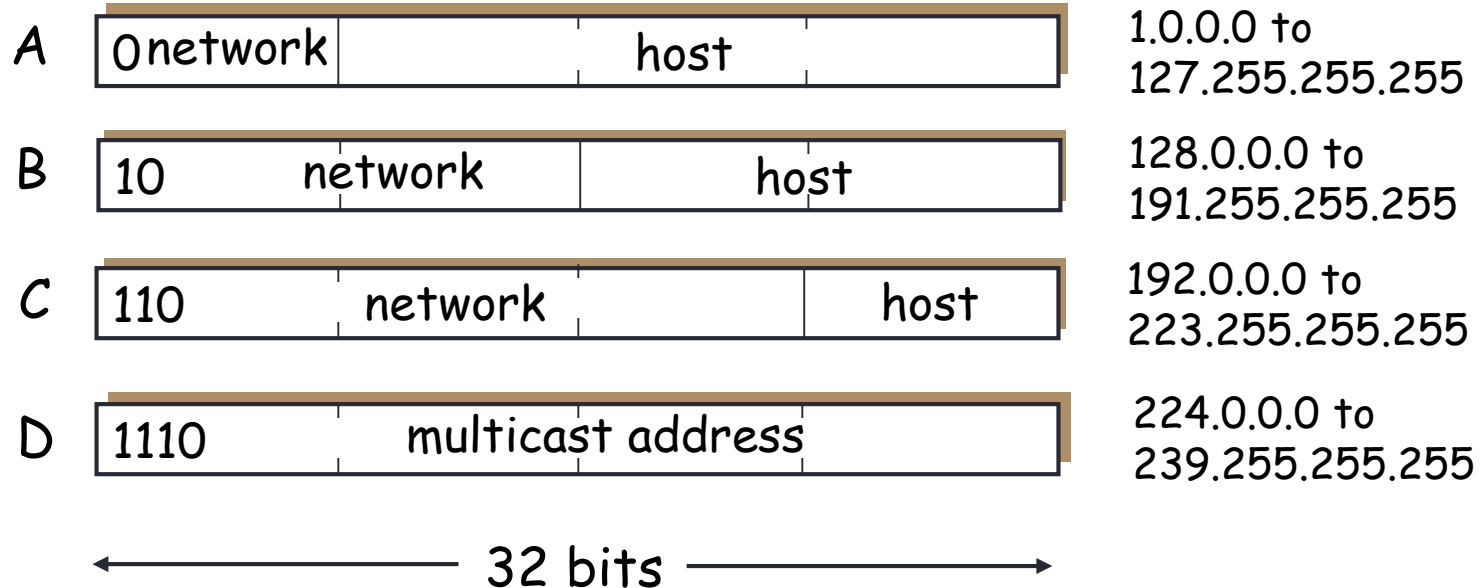 A 0 network host 1.0.0.0 to
127.255.255.255
B 10 network host 128.0.0.0 to
191.255.255.255
C 110 network host 192.0.0.0 to
223.255.255.255
D 1110 multicast address 224.0.0.0 to
239.255.255.255
32 bits